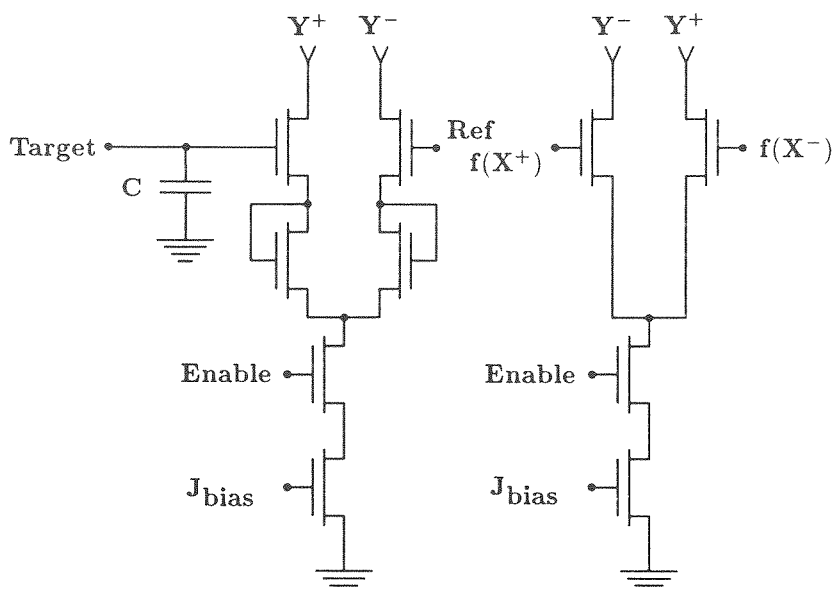 Y⁺ Y⁻ Y⁻ Y⁺
Target
Ref
f(X⁺)
f(X⁻)
C
Enable
Enable
J_bias
J_bias